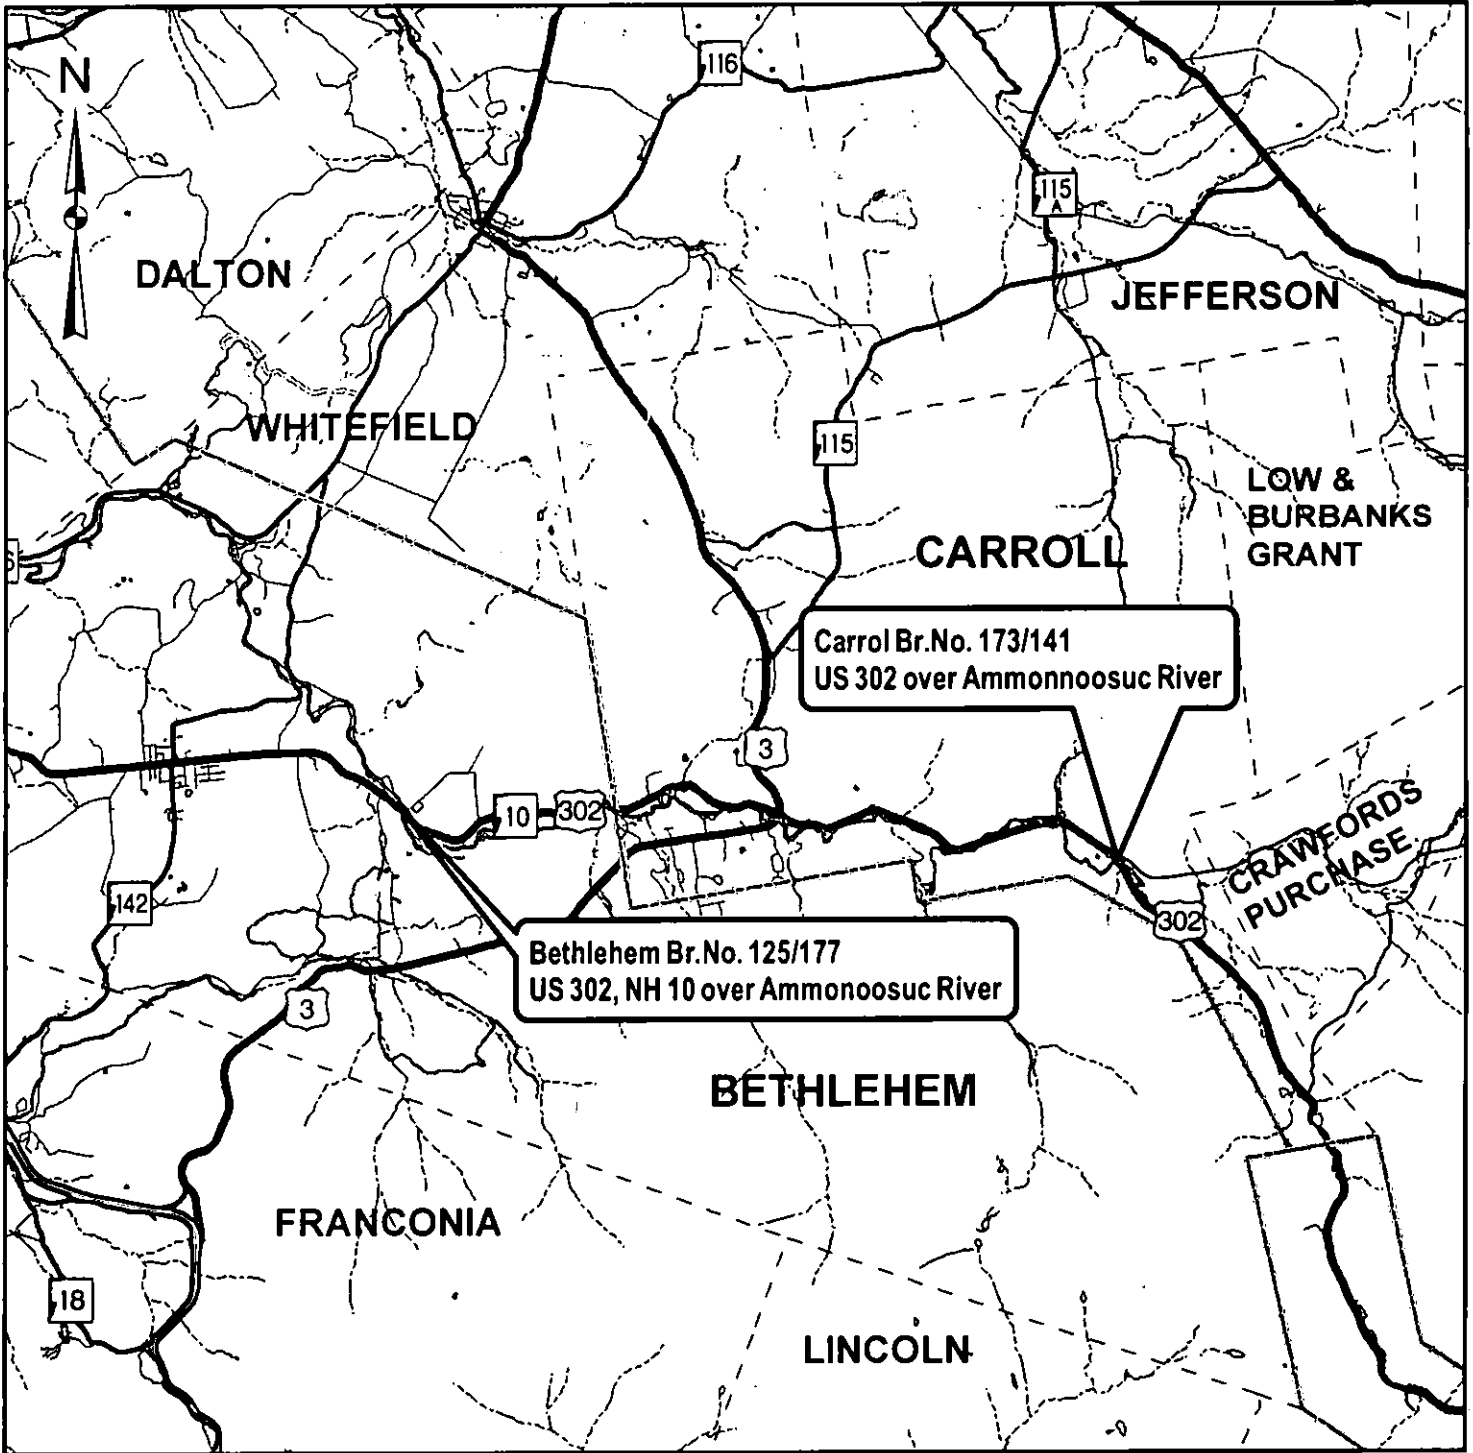 N
116
115
A
DALTON
JEFFERSON
WHITEFIELD
115
LOW &
BURBANKS
GRANT
CARROLL
Carrol Br.No. 173/141
US 302 over Ammonnoosuc River
3
10
302
CRAWFORDS
PURCHASE
142
302
Bethlehem Br.No. 125/177
US 302, NH 10 over Ammonoosuc River
3
BETHLEHEM
FRANCONIA
18
LINCOLN